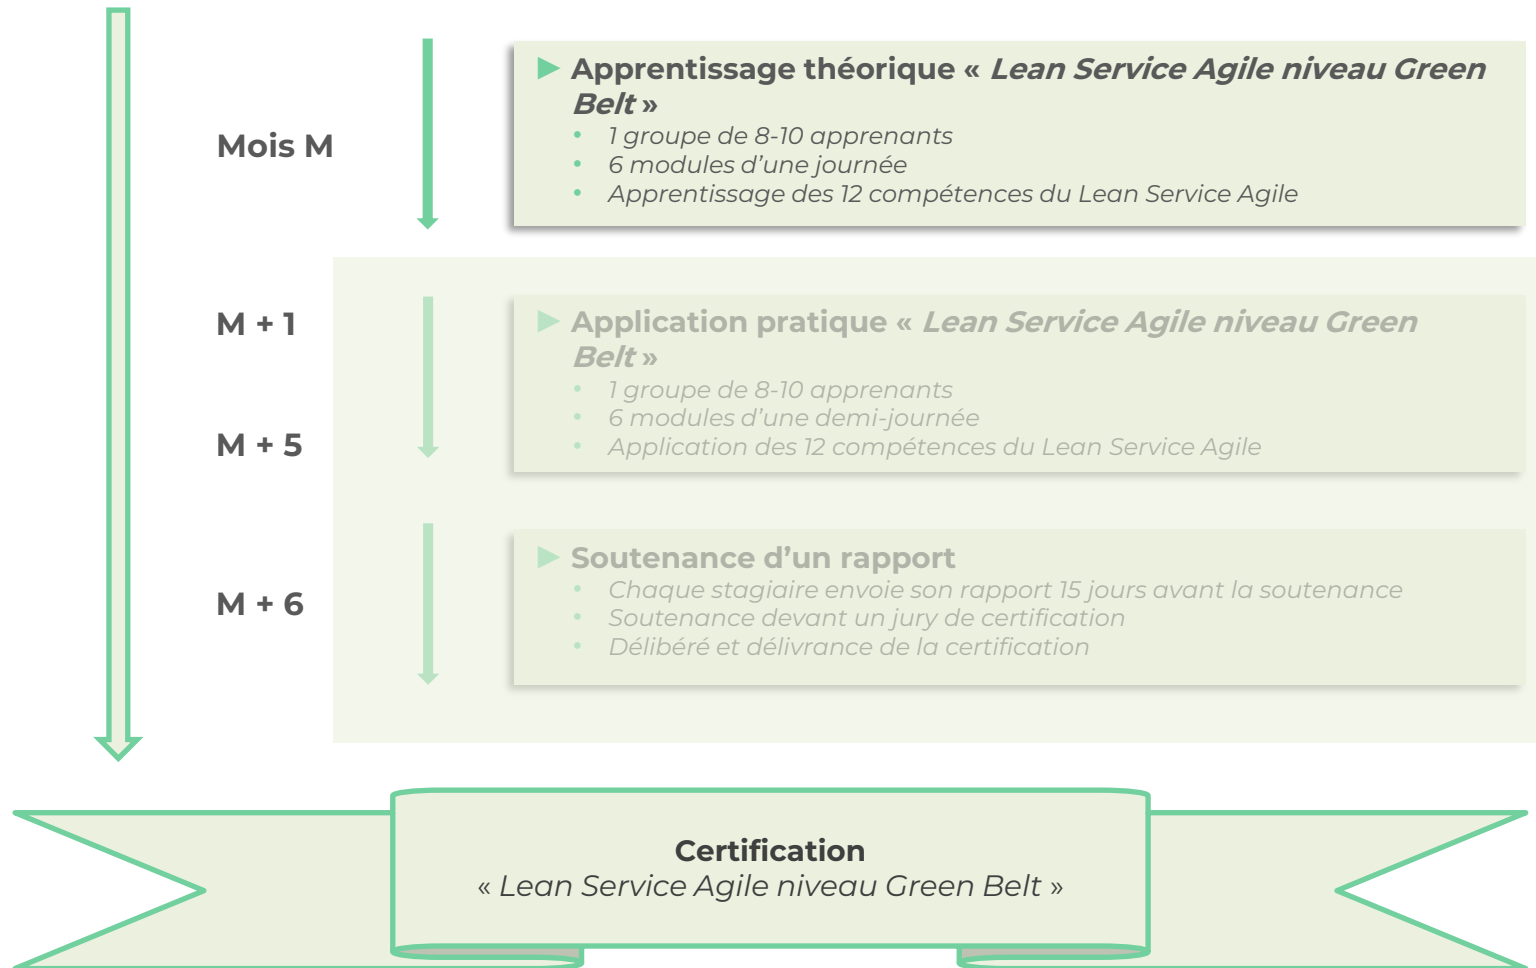 Mois M
► Apprentissage théorique « Lean Service Agile niveau Green
Belt »
• 1 groupe de 8-10 apprenants
• 6 modules d’une journée
• Apprentissage des 12 compétences du Lean Service Agile
M + 1
M + 5
► Application pratique « Lean Service Agile niveau Green
Belt »
• 1 groupe de 8-10 apprenants
• 6 modules d’une demi-journée
• Application des 12 compétences du Lean Service Agile
M + 6
► Soutenance d’un rapport
• Chaque stagiaire envoie son rapport 15 jours avant la soutenance
• Soutenance devant un jury de certification
• Délibéré et délivrance de la certification
Certification
« Lean Service Agile niveau Green Belt »